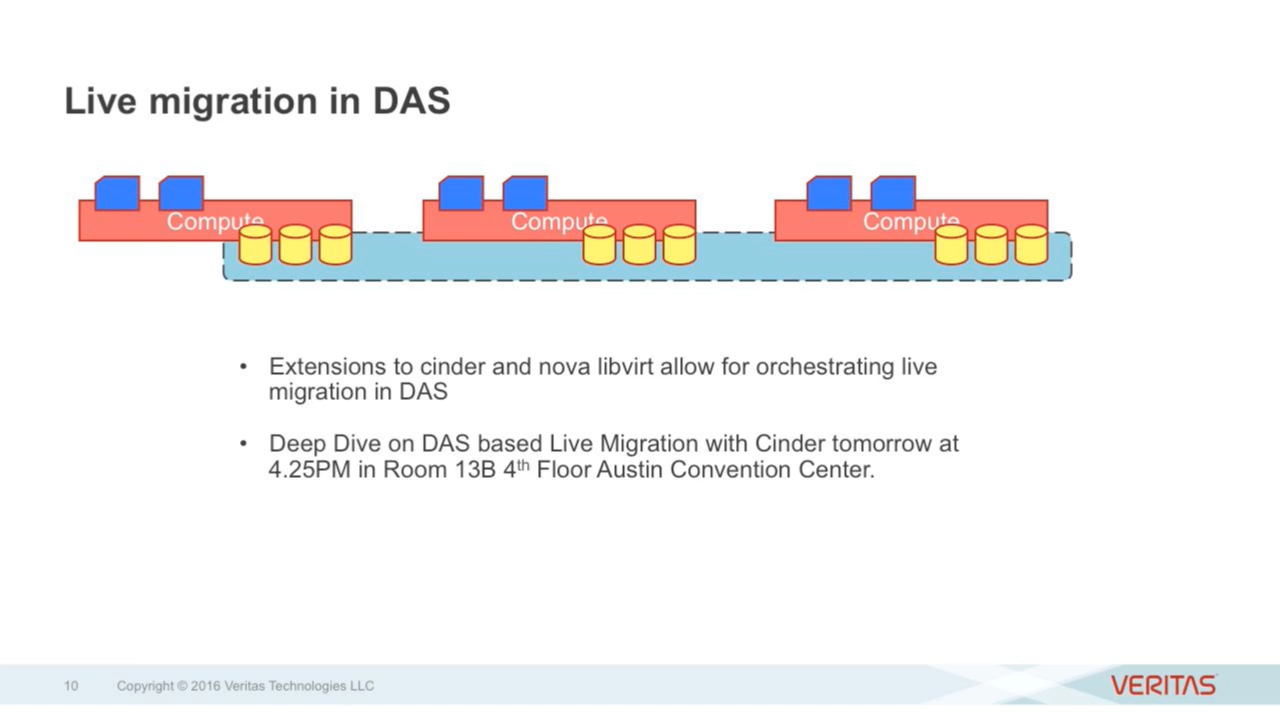 Live migration in DAS
Compute
Compute
Compute
• Extensions to cinder and nova libvirt allow for orchestrating live
migration in DAS
• Deep Dive on DAS based Live Migration with Cinder tomorrow at
4.25PM in Room 13B 4th Floor Austin Convention Center.
10
Copyright © 2016 Veritas Technologies LLC
VERITAS